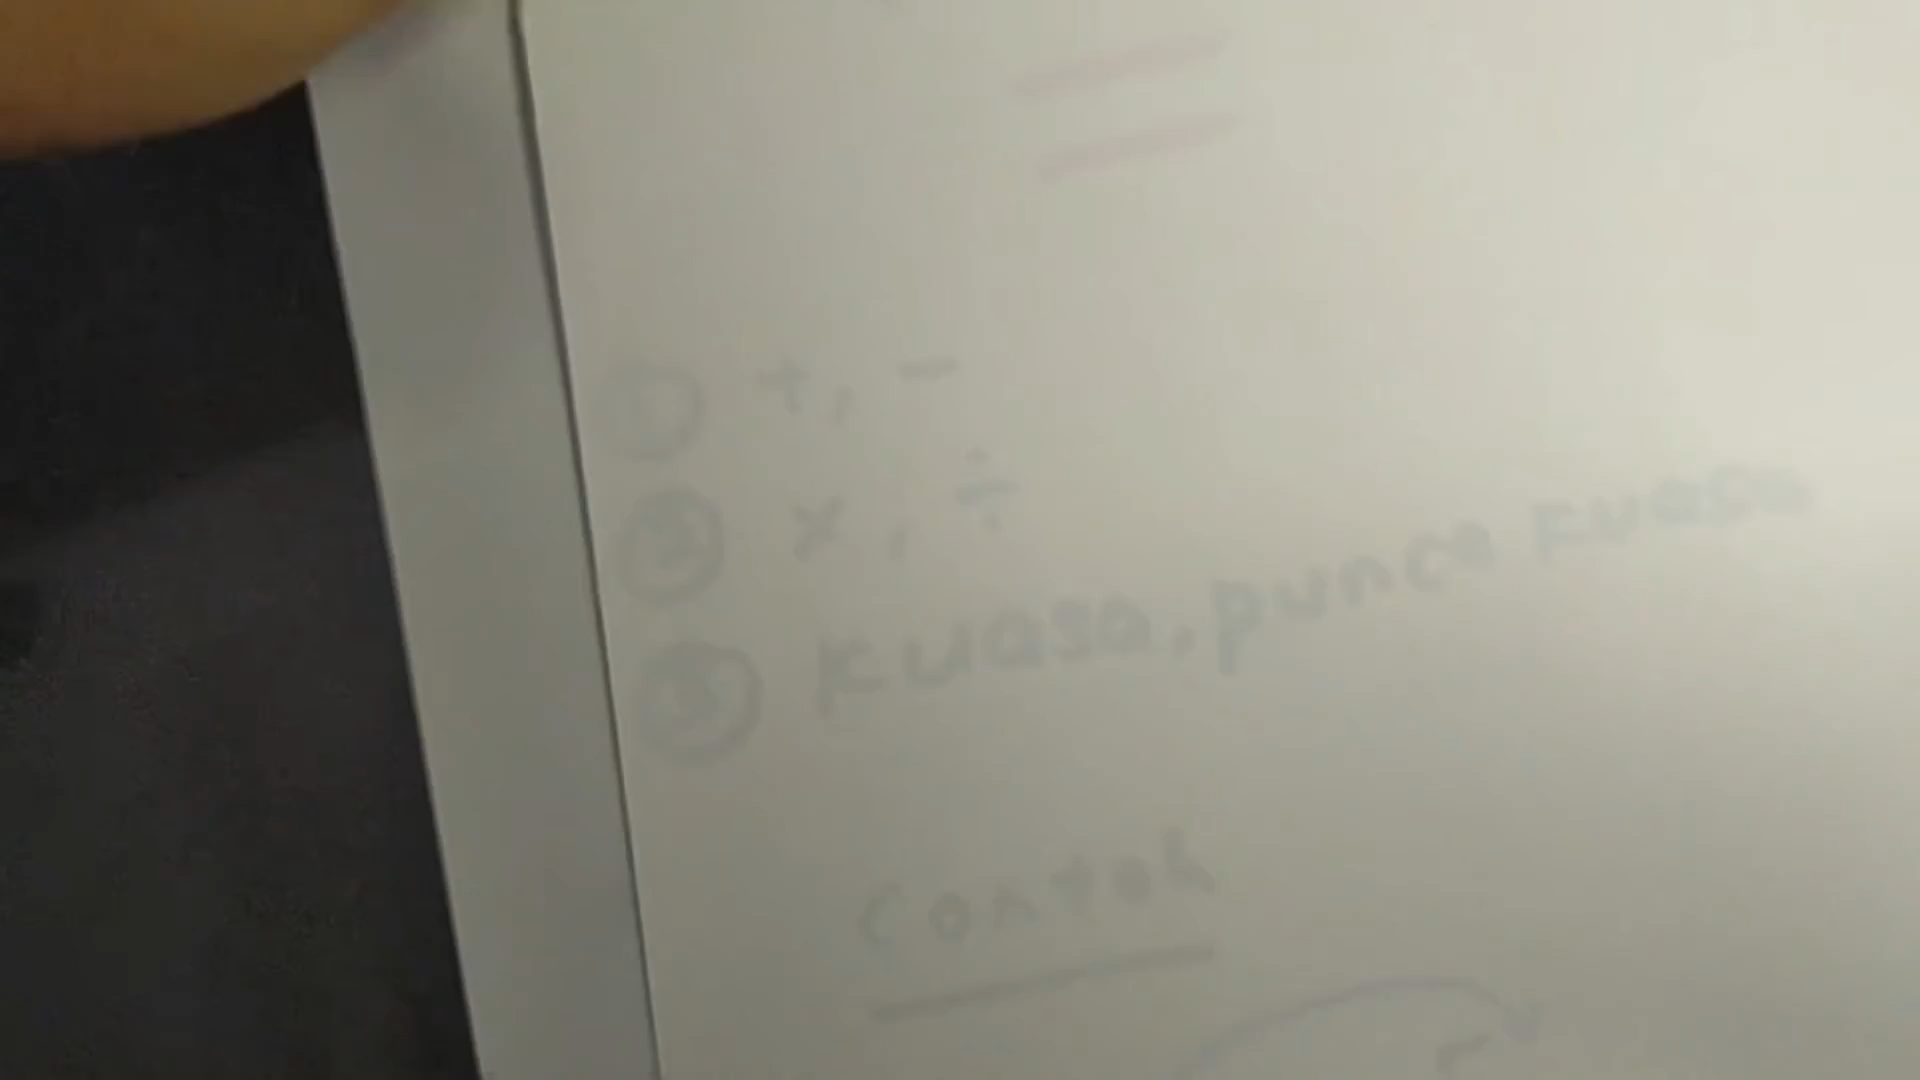 =
① +, -
② x, ÷
③ Kuasa, punca kuasa
Contoh